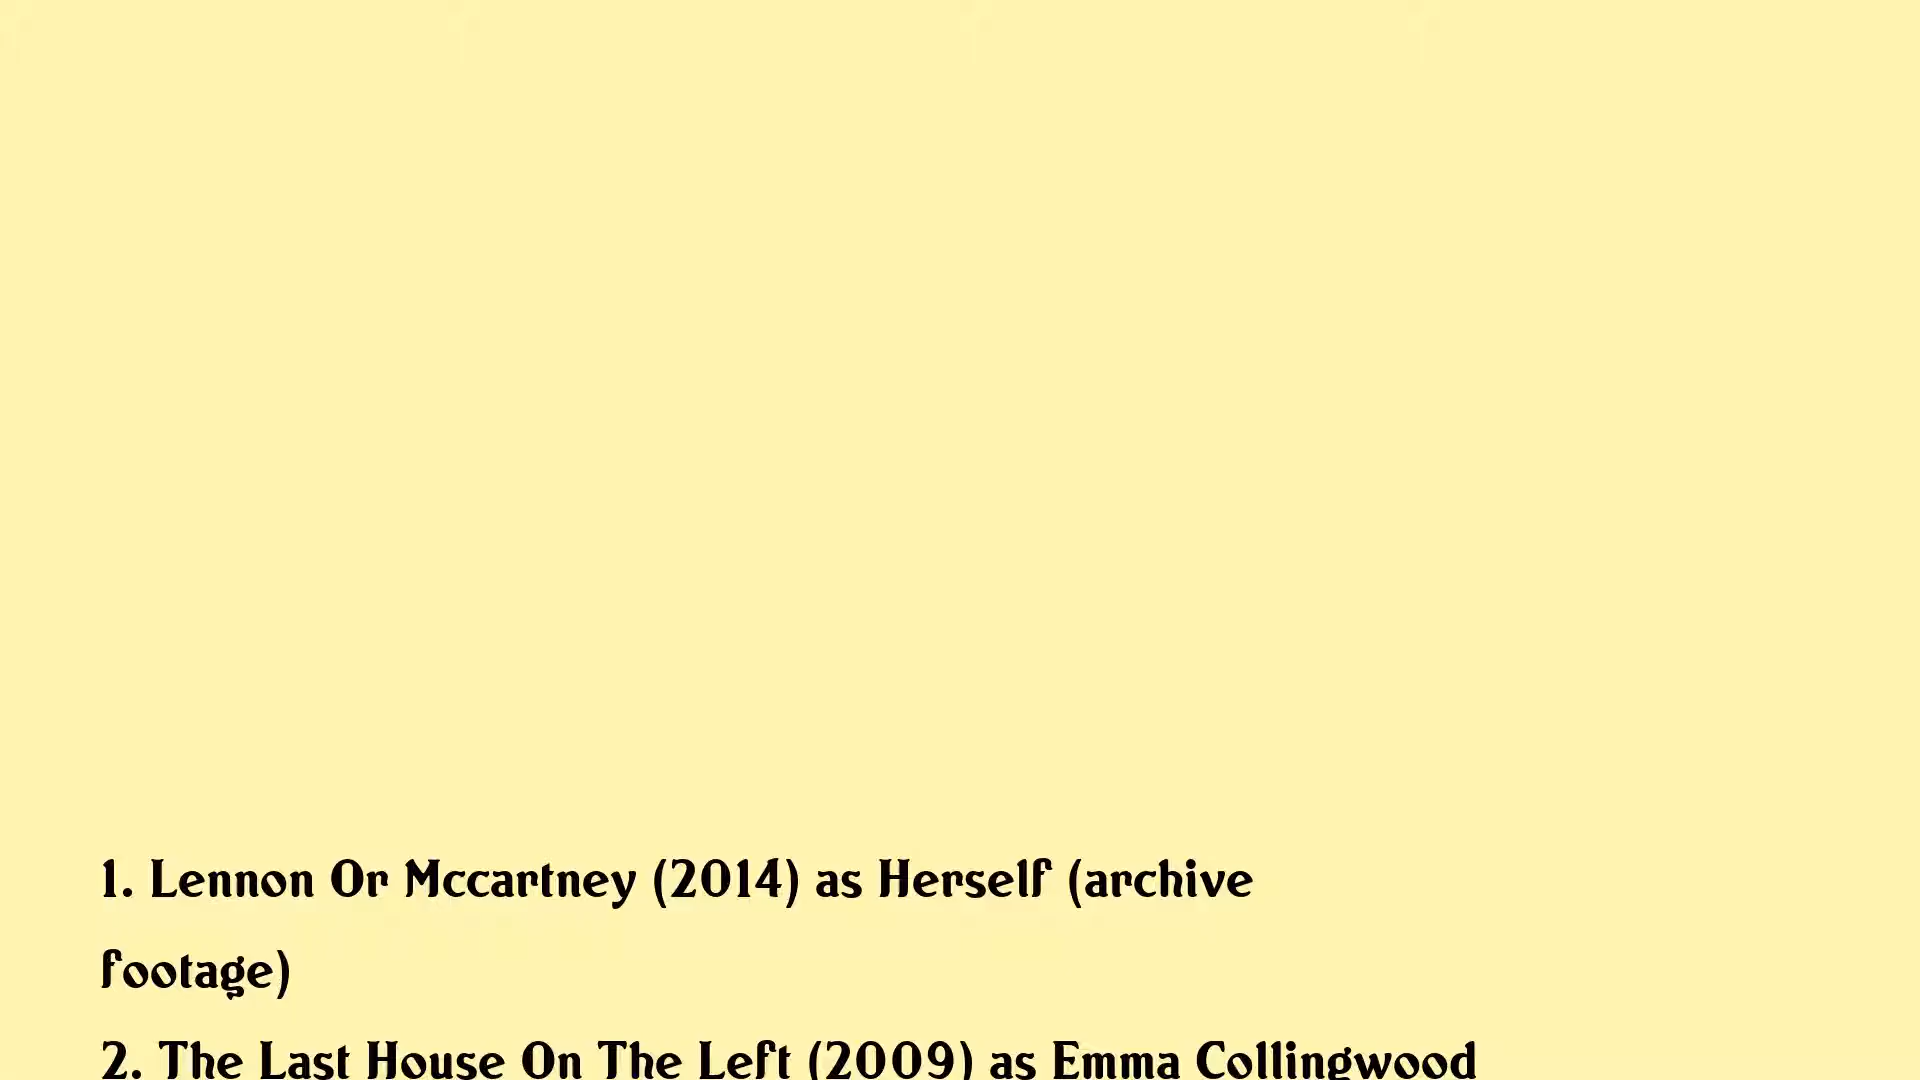 1. Lennon Or Mccartney (2014) as Herself (archive
footage)
2. The Last House On The Left (2009) as Emma Collingwood